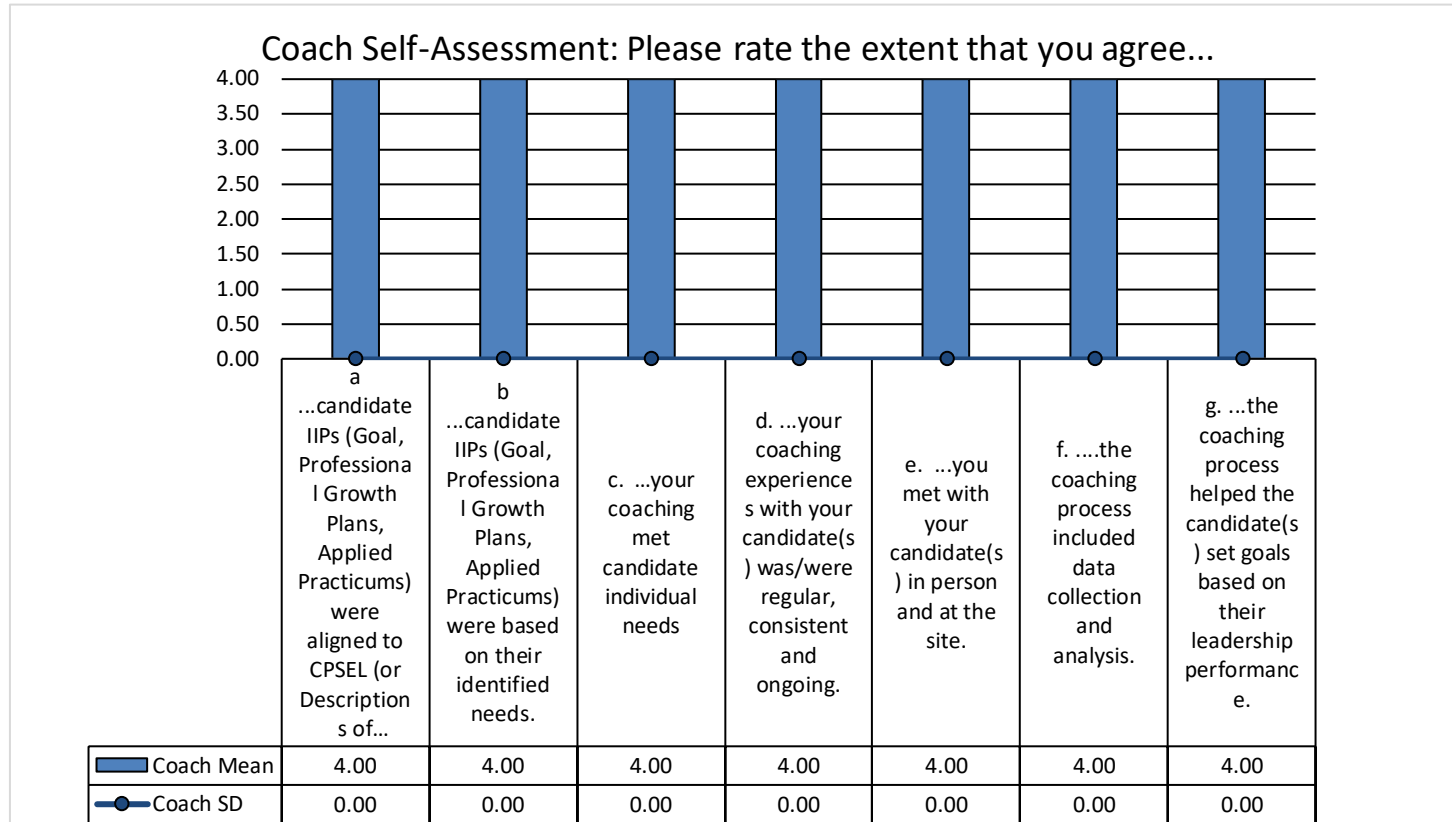 Coach Self-Assessment: Please rate the extent that you agree...
4.00
3.50
3.00
2.50
2.00
1.50
1.00
0.50
0.00
a
...candidate
IIPs (Goal,
Professiona
l Growth
Plans,
Applied
Practicums)
were
aligned to
CPSEL (or
Description
s of...
b
...candidate
IIPs (Goal,
Professiona
l Growth
Plans,
Applied
Practicums)
were based
on their
identified
needs.
c. ...your
coaching
met
candidate
individual
needs
d. ...your
coaching
experience
s with your
candidate(s
) was/were
regular,
consistent
and
ongoing.
e. ...you
met with
your
candidate(s
) in person
and at the
site.
f. ....the
coaching
process
included
data
collection
and
analysis.
g. ...the
coaching
process
helped the
candidate(s
) set goals
based on
their
leadership
performanc
e.
Coach Mean 4.00 4.00 4.00 4.00 4.00 4.00 4.00
Coach SD 0.00 0.00 0.00 0.00 0.00 0.00 0.00